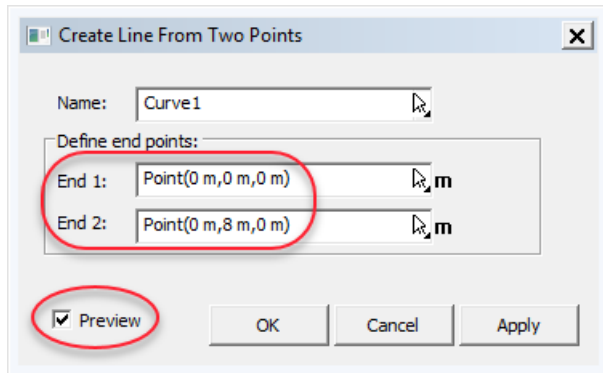 Create Line From Two Points
Name: Curve1
Define end points:
End 1: Point(0 m,0 m,0 m) m
End 2: Point(0 m,8 m,0 m) m
Preview OK Cancel Apply